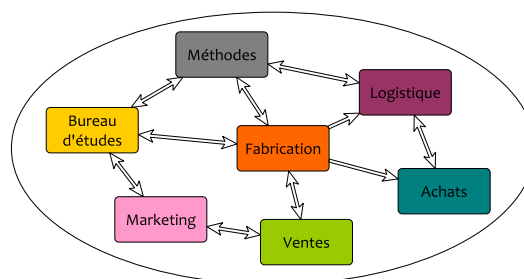 Méthodes
Logistique
Bureau
d'études
Fabrication
Achats
Marketing
Ventes